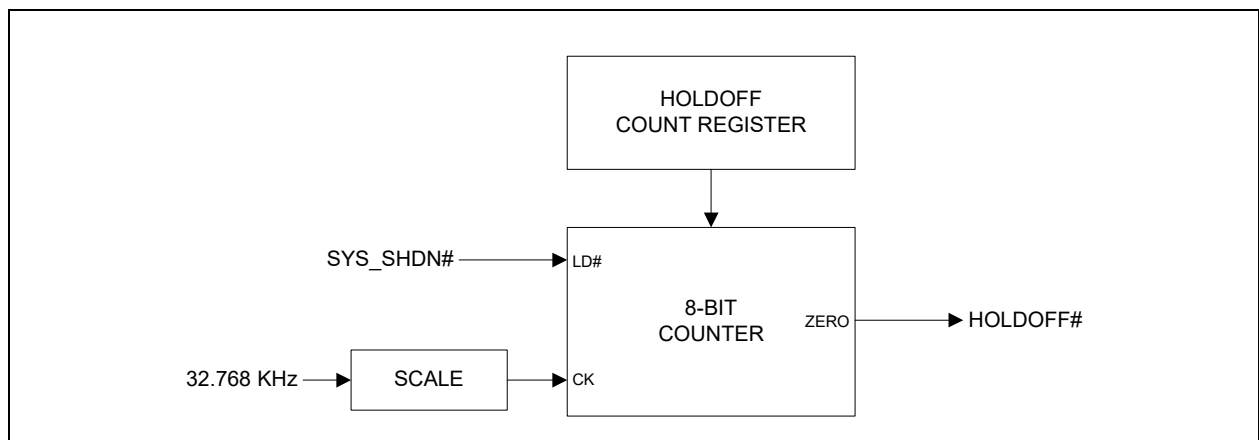 HOLDOFF
COUNT REGISTER
SYS_SHDN#
LD#
8-BIT
COUNTER
ZERO
HOLDOFF#
32.768 KHz
SCALE
CK